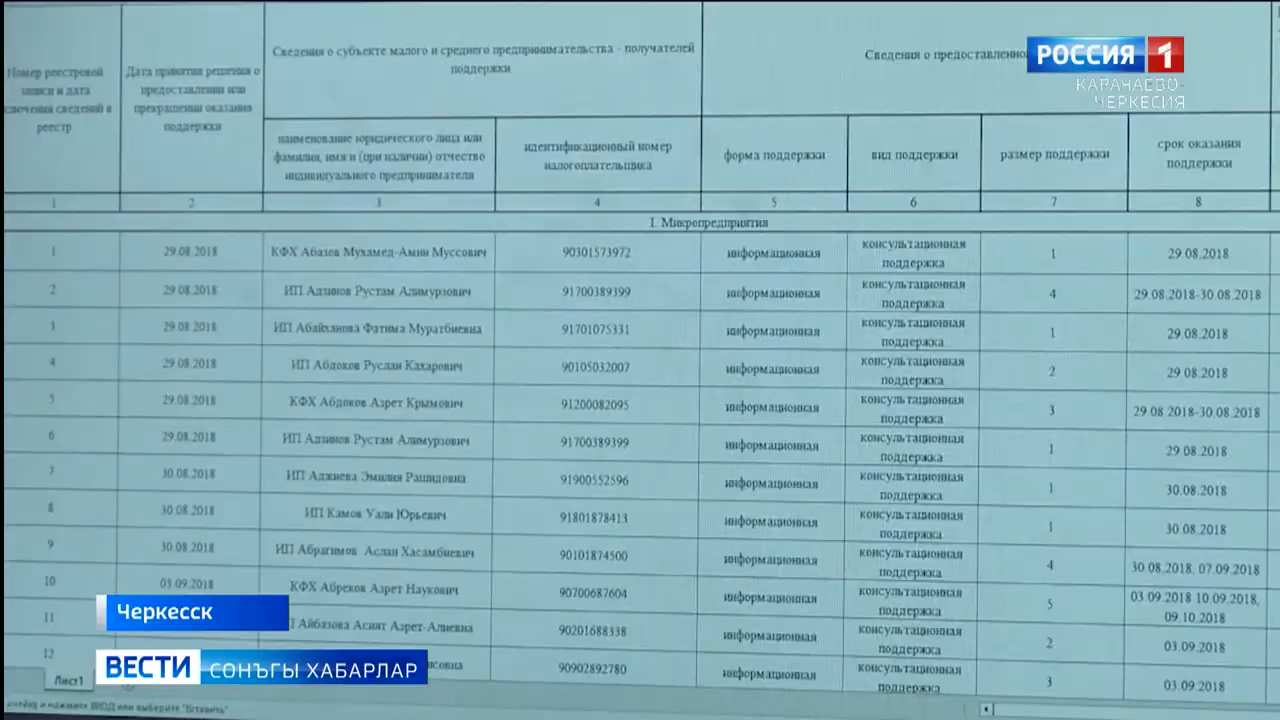 Сведения о субъекте малого и среднего предпринимательства - получателей
поддержки
Сведения о предоставленно
РОССИЯ 1
КАРАЧАЕВО-
ЧЕРКЕСИЯ
Номер реестровой
записи и дата
включения сведений в
реестр
Дата принятия решения о
предоставлении или
прекращении оказания
поддержки
наименование юридического лица или
фамилия, имя и (при наличии) отчество
индивидуального предпринимателя
идентификационный номер
налогоплательщика
форма поддержки
вид поддержки
размер поддержки
срок оказания
поддержки
1 2 3 4 5 6 7 8
I. Микропредприятия
1 29.08.2018 КФХ Абазов Мухамед-Амин Муссович 90301573972 информационная консультационная поддержка 1 29.08.2018
2 29.08.2018 ИП Адзинов Рустам Алимурзович 91700389399 информационная консультационная поддержка 4 29.08.2018-30.08.2018
3 29.08.2018 ИП Абайханова Фатима Муратбиевна 91701075331 информационная консультационная поддержка 1 29.08.2018
4 29.08.2018 ИП Абдоков Руслан Кахарович 90105032007 информационная консультационная поддержка 2 29.08.2018
5 29.08.2018 КФХ Абдоков Азрет Крымович 91200082095 информационная консультационная поддержка 3 29.08.2018-30.08.2018
6 29.08.2018 ИП Адзинов Рустам Алимурзович 91700389399 информационная консультационная поддержка 1 29.08.2018
7 30.08.2018 ИП Аджиева Эмилия Рашидовна 91900552596 информационная консультационная поддержка 1 30.08.2018
8 30.08.2018 ИП Камов Уали Юрьевич 91801878413 информационная консультационная поддержка 1 30.08.2018
9 30.08.2018 ИП Абрагимов Аслан Хасамбиевич 90101874500 информационная консультационная поддержка 4 30.08.2018, 07.09.2018
10 03.09.2018 КФХ Абреков Азрет Наукович 90700687604 информационная консультационная поддержка 5 03.09.2018 10.09.2018, 09.10.2018
11 Айбазова Асият Азрет-Алиевна 90201688338 информационная консультационная поддержка 2 03.09.2018
12 90902892780 информационная консультационная поддержка 3 03.09.2018
Черкесск
ВЕСТИ СОНЪГЫ ХАБАРЛАР
Лист1
ячейку и нажмите ВВОД или выберите "Вставить"